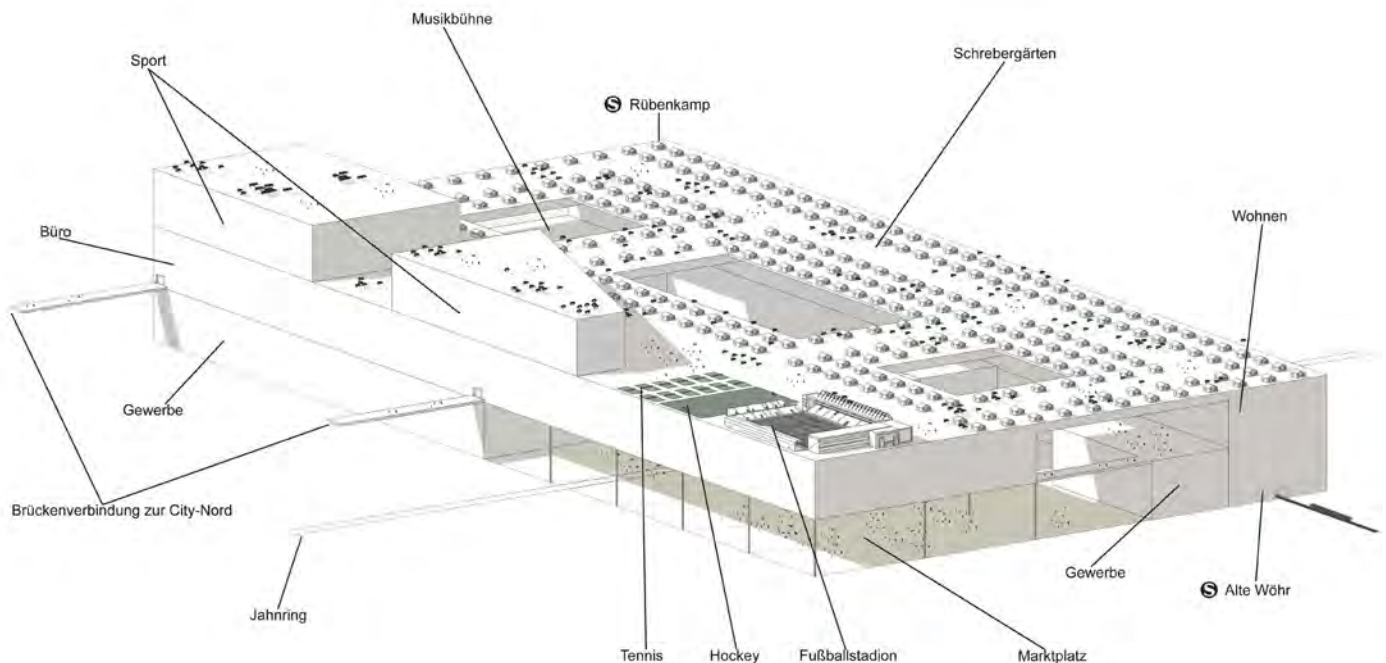 Musikbühne
Sport
Schrebergärten
S Rübenkamp
Wohnen
Büro
Gewerbe
Brückenverbindung zur City-Nord
Gewerbe
S Alte Wöhr
Jahnring
Tennis
Hockey
Fußballstadion
Marktplatz